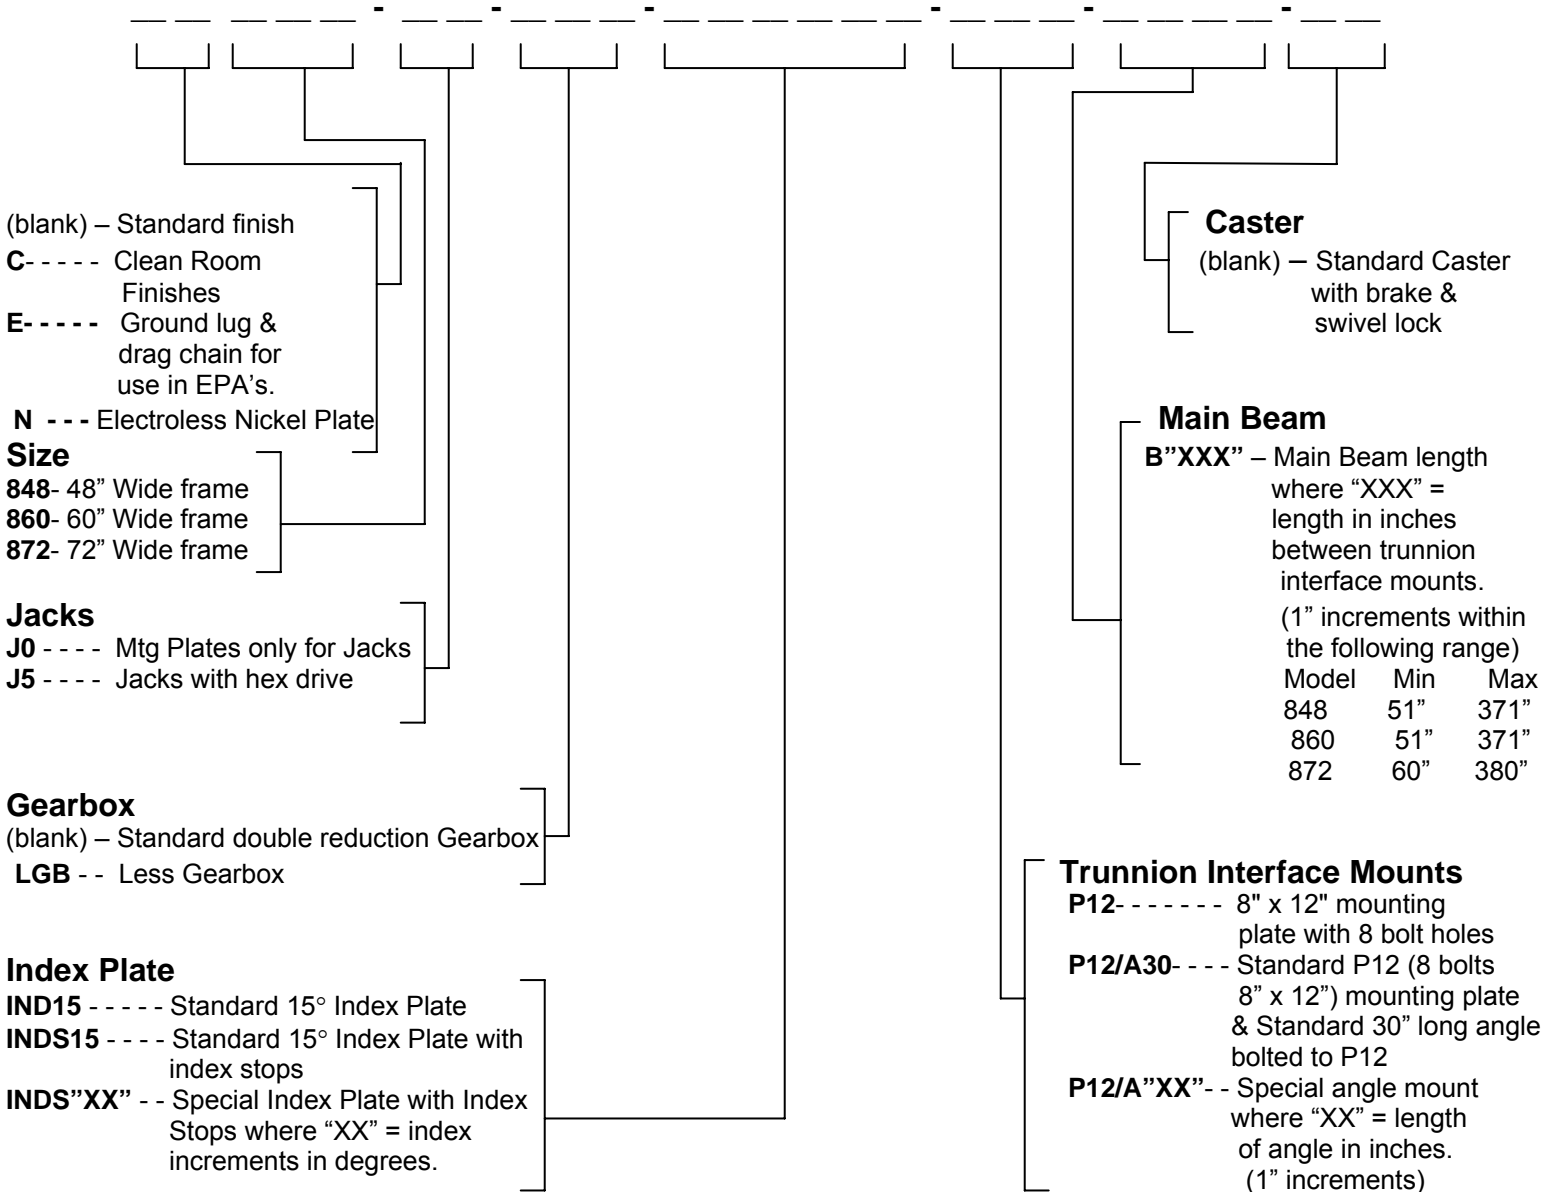 __ __ __ __ __ - __ __ - __ __ __ - __ __ __ __ __ __ - __ __ __ - __ __ __ __ - __ __
(blank) – Standard finish
C- - - - - Clean Room
Finishes
E- - - - - Ground lug &
drag chain for
use in EPA’s.
N - - - Electroless Nickel Plate
Size
848- 48” Wide frame
860- 60” Wide frame
872- 72” Wide frame
Jacks
J0 - - - - Mtg Plates only for Jacks
J5 - - - - Jacks with hex drive
Gearbox
(blank) – Standard double reduction Gearbox
LGB - - Less Gearbox
Index Plate
IND15 - - - - - Standard 15° Index Plate
INDS15 - - - - Standard 15° Index Plate with
index stops
INDS”XX” - - Special Index Plate with Index
Stops where “XX” = index
increments in degrees.
Caster
(blank) – Standard Caster
with brake &
swivel lock
Main Beam
B”XXX” – Main Beam length
where “XXX” =
length in inches
between trunnion
interface mounts.
(1” increments within
the following range)
Model Min Max
848 51” 371”
860 51” 371”
872 60” 380”
Trunnion Interface Mounts
P12- - - - - - - 8" x 12" mounting
plate with 8 bolt holes
P12/A30- - - - Standard P12 (8 bolts
8” x 12”) mounting plate
& Standard 30” long angle
bolted to P12
P12/A”XX”- - Special angle mount
where “XX” = length
of angle in inches.
(1” increments)